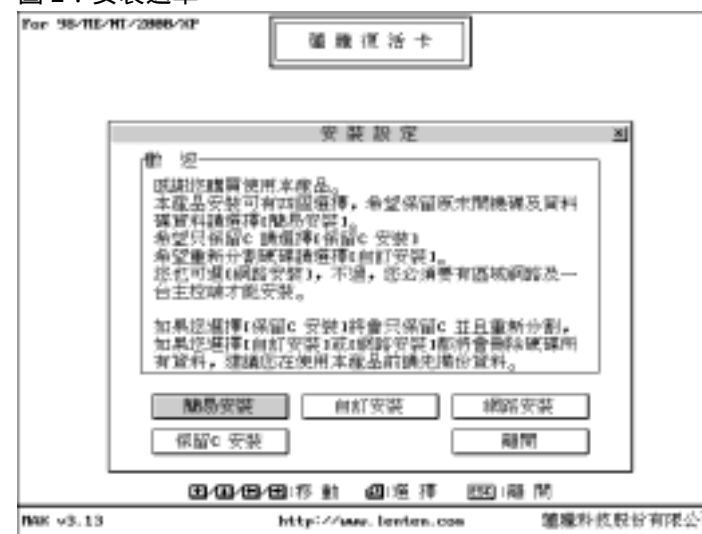 For 98/ME/NT/2000/XP
復活卡
安裝設定
歡 迎
感謝您購買使用本產品。
本產品安裝可有四個選擇，希望保留原來開機碟及資料
碟資料請選擇[簡易安裝]。
希望只保留C 請選擇[保留C 安裝]
希望重新分割硬碟請選擇[自訂安裝]。
您也可選[網路安裝]，不過，您必須要有區域網路及一
台主控端才能安裝。
如果您選擇[保留C 安裝]將會只保留C 並且重新分割，
如果您選擇[自訂安裝]或[網路安裝]都將會刪除硬碟所
有資料，建議您在使用本產品前請先備份資料。
簡易安裝
自訂安裝
網路安裝
保留C 安裝
離開
:移 動 :選 擇 ESC:離 開
MAK v3.13
http://www.lenten.com
科技股份有限公